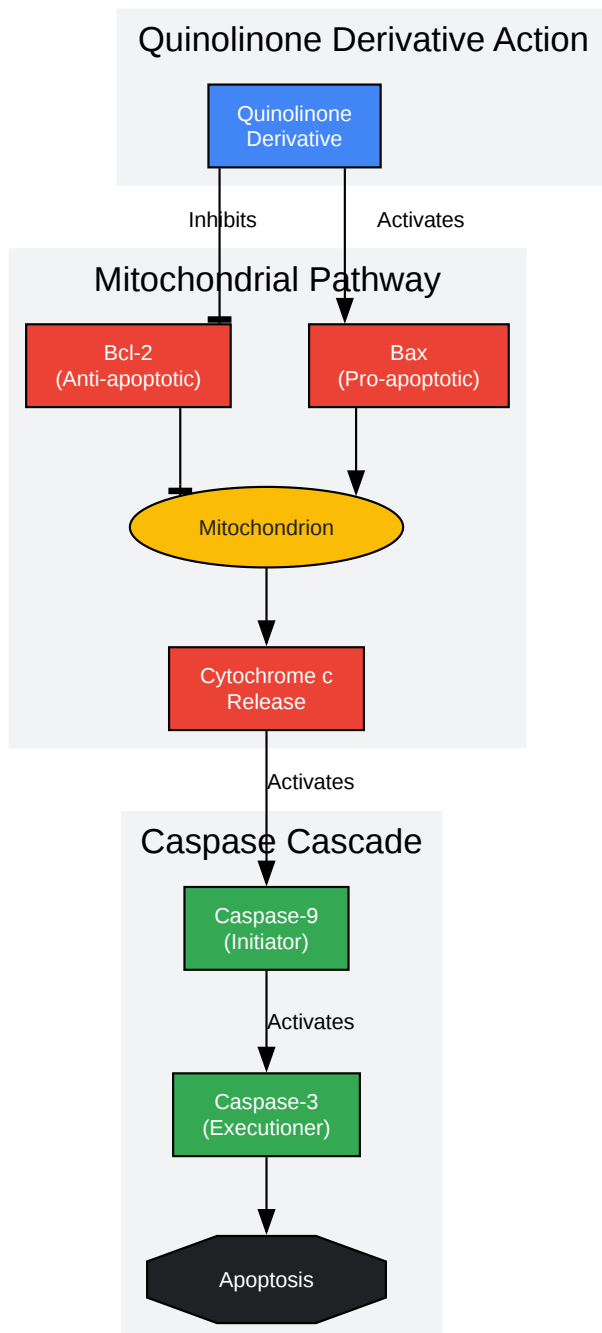 Quinolinone Derivative Action
Quinolinone
Derivative
Inhibits
Activates
Mitochondrial Pathway
Bcl-2
(Anti-apoptotic)
Bax
(Pro-apoptotic)
Mitochondrion
Cytochrome c
Release
Activates
Caspase Cascade
Caspase-9
(Initiator)
Activates
Caspase-3
(Executioner)
Apoptosis